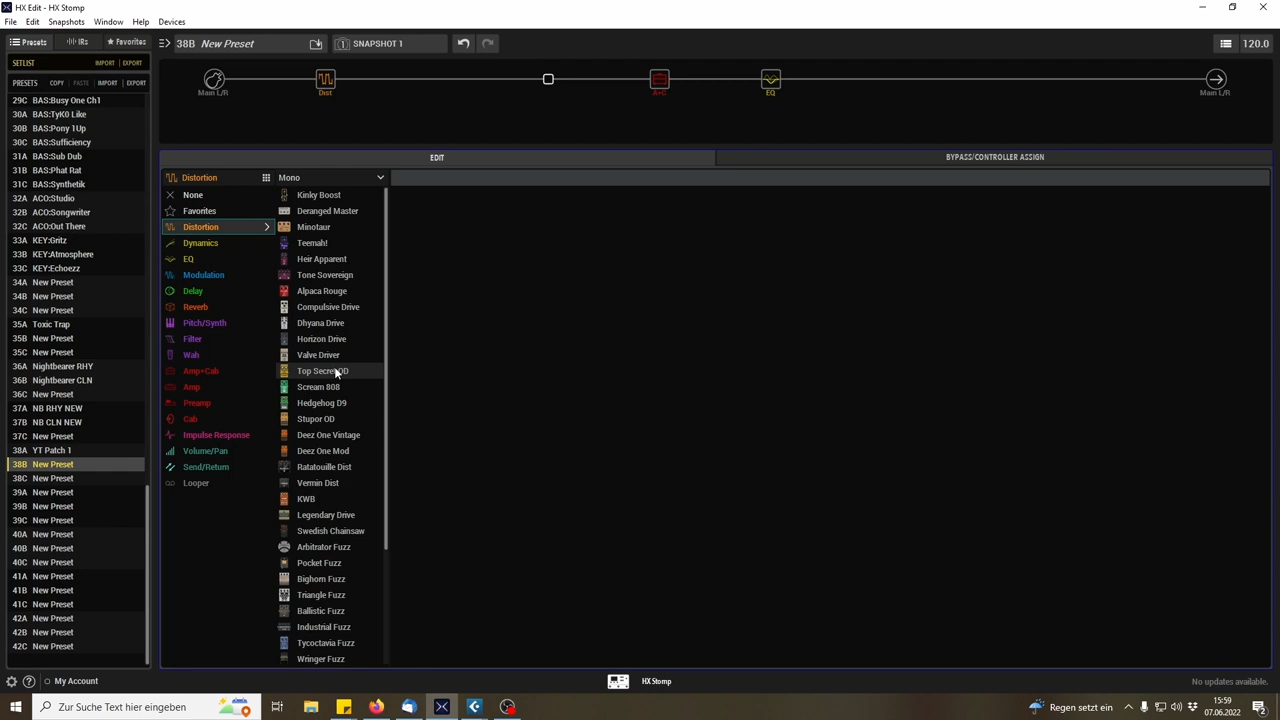 HX Edit - HX Stomp
File Edit Snapshots Window Help Devices
Presets IRs Favorites
38B New Preset
1 SNAPSHOT 1
120.0
SETLIST IMPORT EXPORT
PRESETS COPY PASTE IMPORT EXPORT
29C BAS:Busy One Ch1
30A BAS:TyK0 Like
30B BAS:Pony 1Up
30C BAS:Sufficiency
31A BAS:Sub Dub
31B BAS:Phat Rat
31C BAS:Synthetik
32A ACO:Studio
32B ACO:Songwriter
32C ACO:Out There
33A KEY:Gritz
33B KEY:Atmosphere
33C KEY:Echoezz
34A New Preset
34B New Preset
34C New Preset
35A Toxic Trap
35B New Preset
35C New Preset
36A Nightbearer RHY
36B Nightbearer CLN
36C New Preset
37A NB RHY NEW
37B NB CLN NEW
37C New Preset
38A YT Patch 1
38B New Preset
38C New Preset
39A New Preset
39B New Preset
39C New Preset
40A New Preset
40B New Preset
40C New Preset
41A New Preset
41B New Preset
41C New Preset
42A New Preset
42B New Preset
42C New Preset
Main L/R Dist A+C EQ Main L/R
EDIT BYPASS/CONTROLLER ASSIGN
Distortion
None
Favorites
Distortion
Dynamics
EQ
Modulation
Delay
Reverb
Pitch/Synth
Filter
Wah
Amp+Cab
Amp
Preamp
Cab
Impulse Response
Volume/Pan
Send/Return
Looper
Mono
Kinky Boost
Deranged Master
Minotaur
Teemah!
Heir Apparent
Tone Sovereign
Alpaca Rouge
Compulsive Drive
Dhyana Drive
Horizon Drive
Valve Driver
Top Secret OD
Scream 808
Hedgehog D9
Stupor OD
Deez One Vintage
Deez One Mod
Ratatouille Dist
Vermin Dist
KWB
Legendary Drive
Swedish Chainsaw
Arbitrator Fuzz
Pocket Fuzz
Bighorn Fuzz
Triangle Fuzz
Ballistic Fuzz
Industrial Fuzz
Tycoctavia Fuzz
Wringer Fuzz
My Account
HX Stomp
No updates available.
Zur Suche Text hier eingeben
Regen setzt ein
15:59
07.06.2022
2